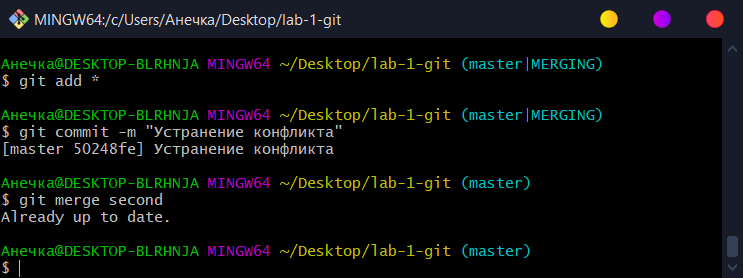 MINGW64:/c/Users/Анечка/Desktop/lab-1-git
Анечка@DESKTOP-BLRHNJA MINGW64 ~/Desktop/lab-1-git (master|MERGING)
$ git add *
Анечка@DESKTOP-BLRHNJA MINGW64 ~/Desktop/lab-1-git (master|MERGING)
$ git commit -m "Устранение конфликта"
[master 50248fe] Устранение конфликта
Анечка@DESKTOP-BLRHNJA MINGW64 ~/Desktop/lab-1-git (master)
$ git merge second
Already up to date.
Анечка@DESKTOP-BLRHNJA MINGW64 ~/Desktop/lab-1-git (master)
$